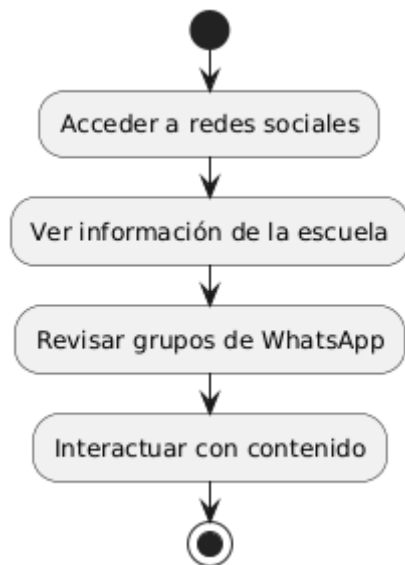 Acceder a redes sociales
Ver información de la escuela
Revisar grupos de WhatsApp
Interactuar con contenido